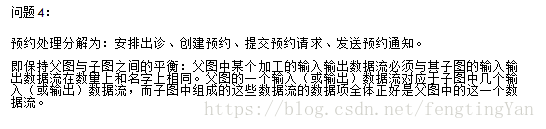 问题4：
预约处理分解为：安排出诊、创建预约、提交预约请求、发送预约通知。
即保持父图与子图之间的平衡：父图中某个加工的输入输出数据流必须与其子图的输入输
出数据流在数量上和名字上相同。父图的一个输入（或输出）数据流对应于子图中几个输
入（或输出）数据流，而子图中组成的这些数据流的数据项全体正好是父图中的这一个数
据流。
https://blog.csdn.net/fengtingYan